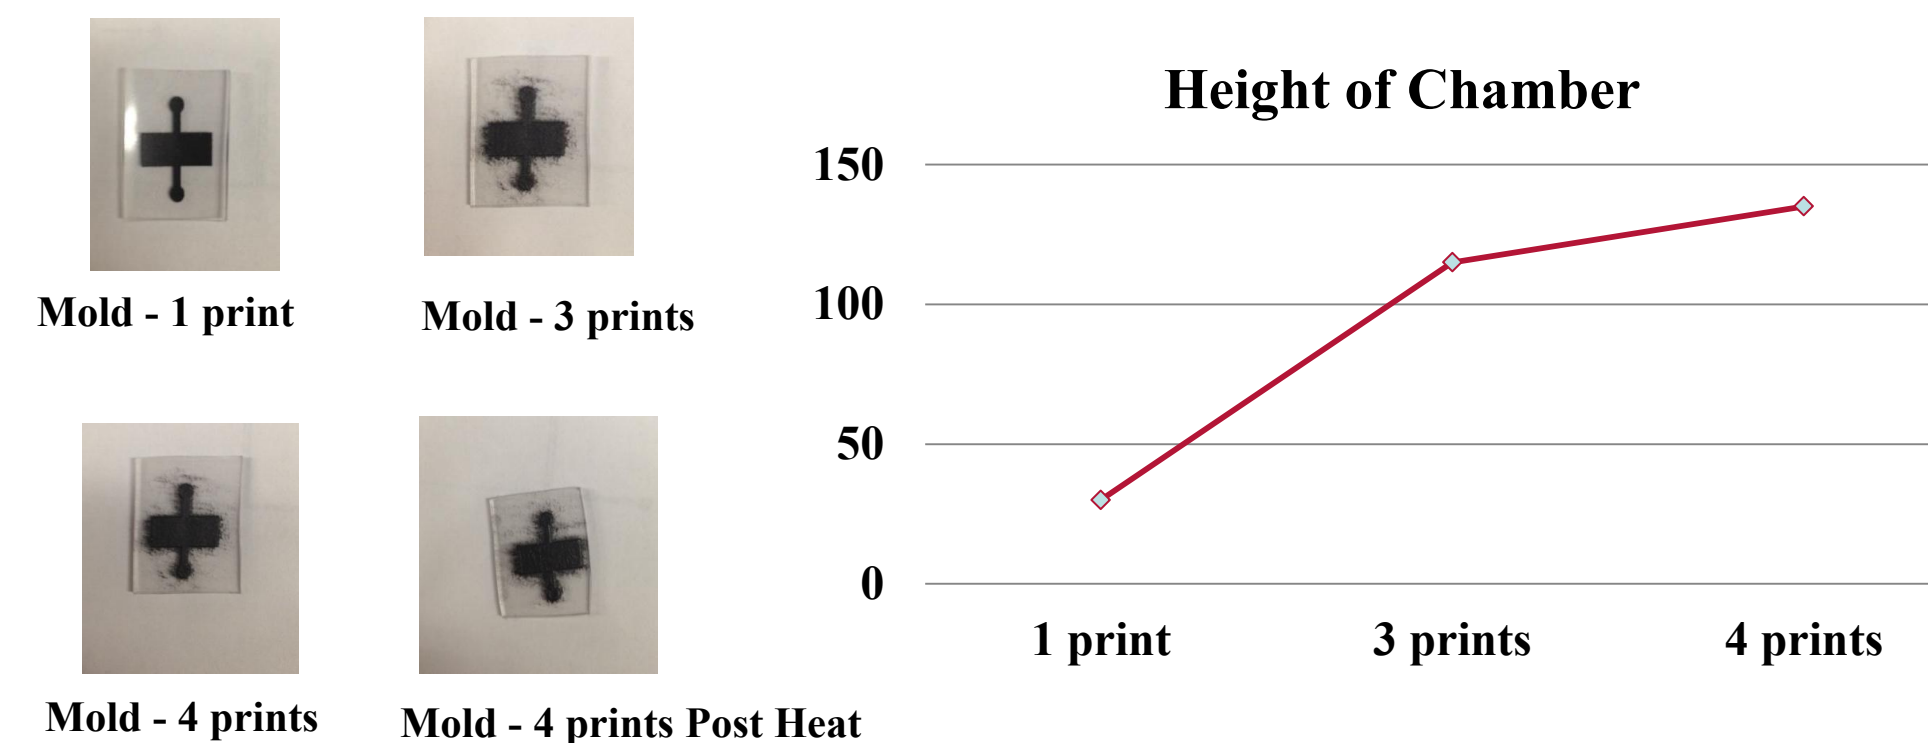 Mold - 1 print
Mold - 3 prints
Mold - 4 prints
Mold - 4 prints Post Heat
Height of Chamber
150
100
50
0
1 print
3 prints
4 prints